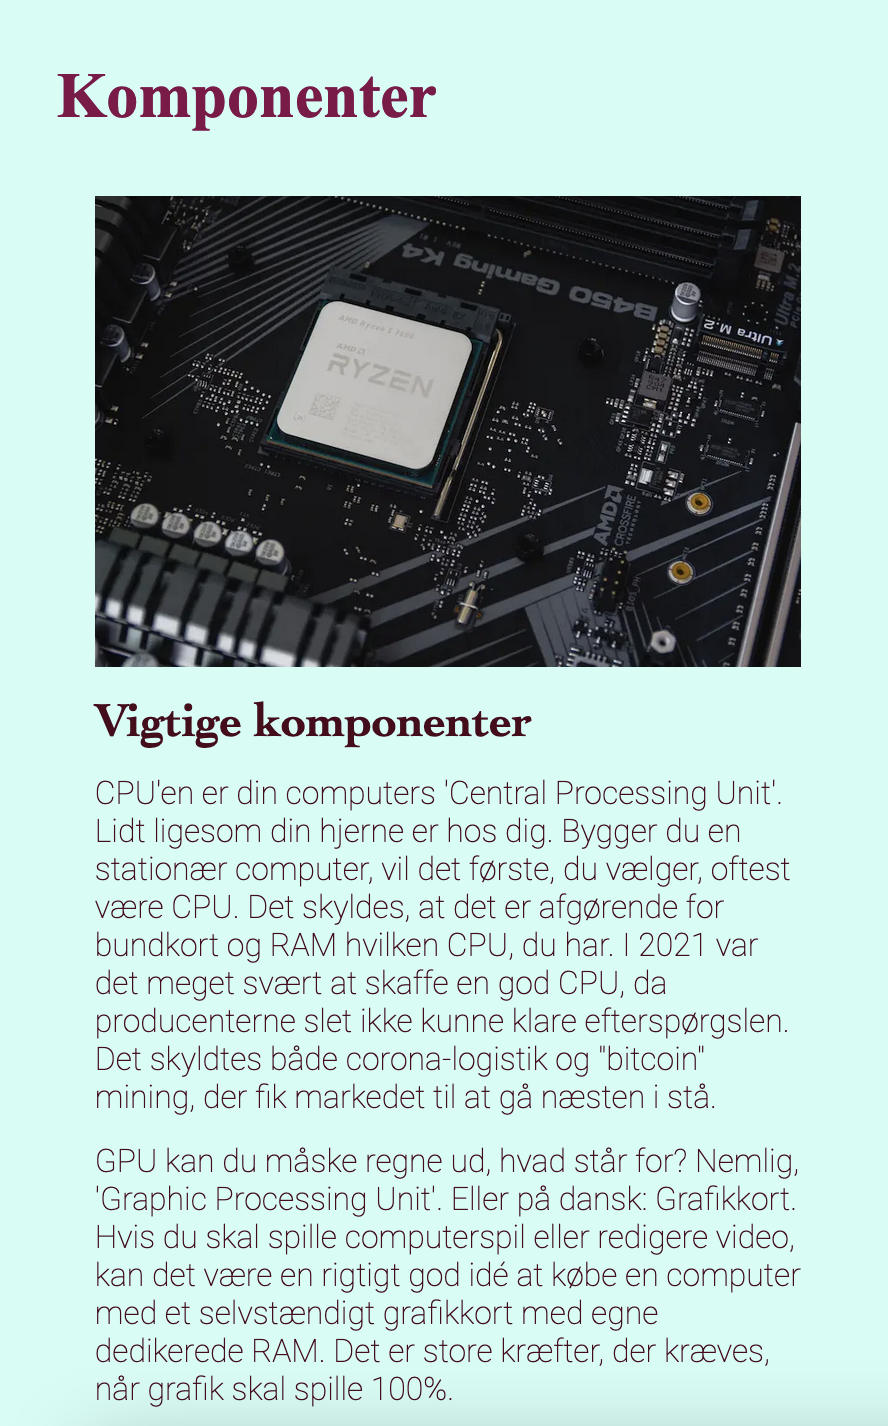 Komponenter
B450 Gaming K4
Ultra M.2
Ultra M.2
AMD Ryzen 5 3600
AMD
RYZEN
AMD
CROSSFIRE
TECHNOLOGY
Vigtige komponenter
CPU'en er din computers 'Central Processing Unit'.
Lidt ligesom din hjerne er hos dig. Bygger du en
stationær computer, vil det første, du vælger, oftest
være CPU. Det skyldes, at det er afgørende for
bundkort og RAM hvilken CPU, du har. I 2021 var
det meget svært at skaffe en god CPU, da
producenterne slet ikke kunne klare efterspørgslen.
Det skyldtes både corona-logistik og "bitcoin"
mining, der fik markedet til at gå næsten i stå.
GPU kan du måske regne ud, hvad står for? Nemlig,
'Graphic Processing Unit'. Eller på dansk: Grafikkort.
Hvis du skal spille computerspil eller redigere video,
kan det være en rigtigt god idé at købe en computer
med et selvstændigt grafikkort med egne
dedikerede RAM. Det er store kræfter, der kræves,
når grafik skal spille 100%.